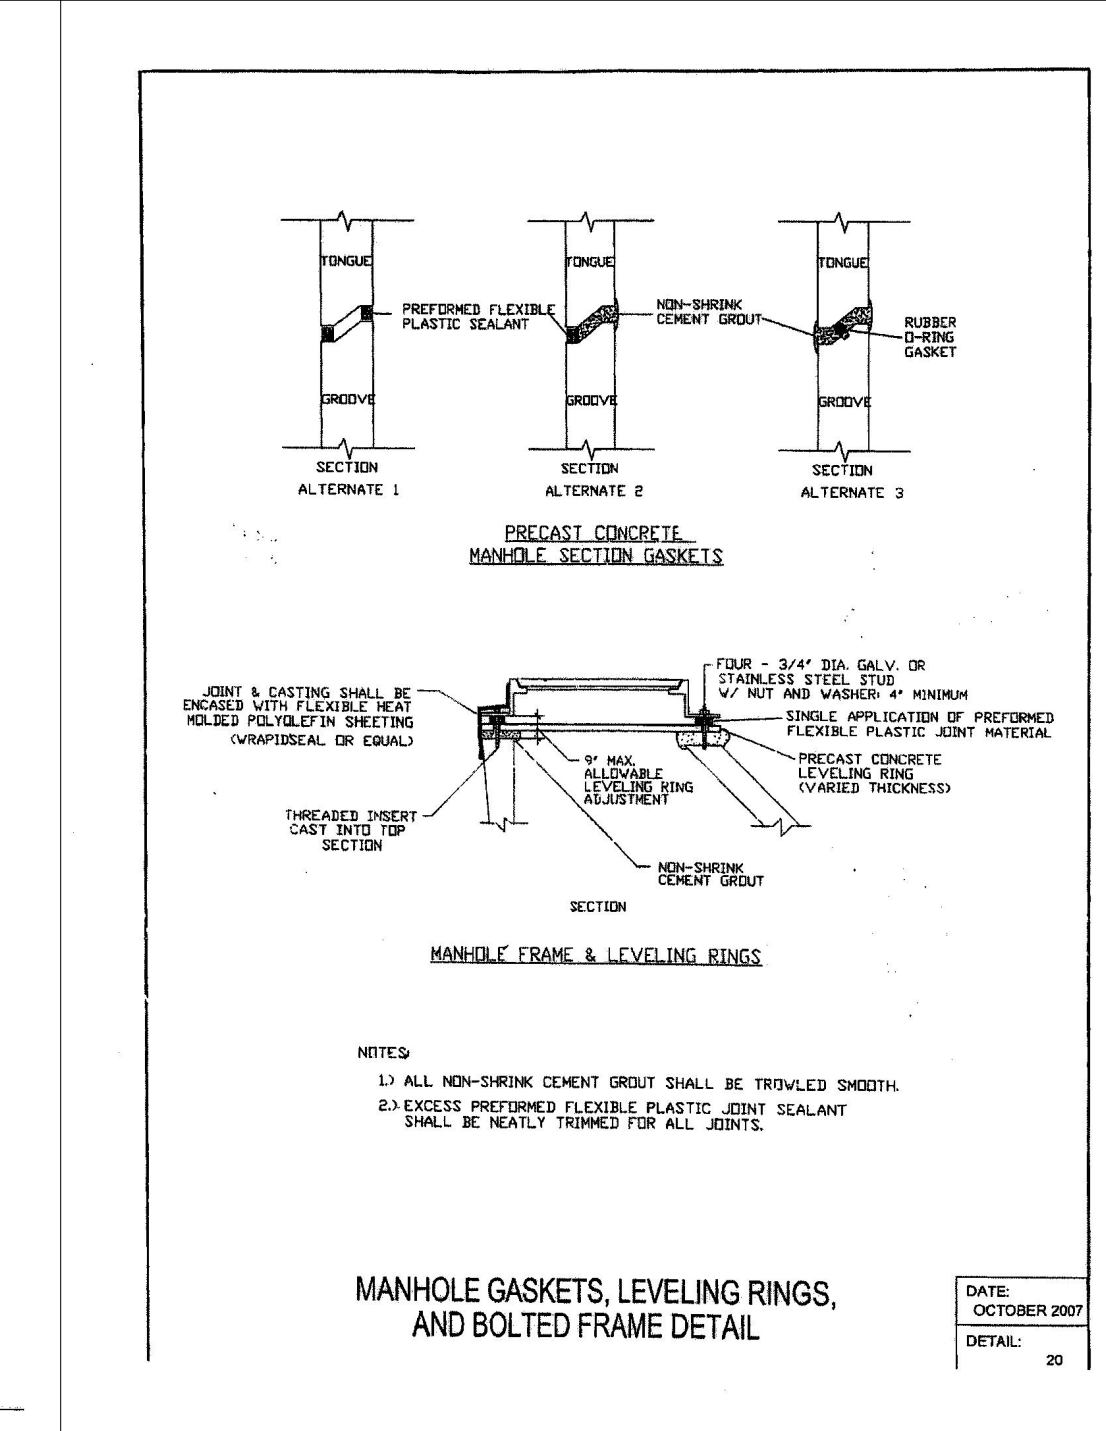 TONGUE
TONGUE
TONGUE
PREFORMED FLEXIBLE
PLASTIC SEALANT
NON-SHRINK
CEMENT GROUT
RUBBER
O-RING
GASKET
GROOVE
GROOVE
GROOVE
SECTION
SECTION
SECTION
ALTERNATE 1
ALTERNATE 2
ALTERNATE 3
PRECAST CONCRETE
MANHOLE SECTION GASKETS
FOUR - 3/4" DIA. GALV. OR
STAINLESS STEEL STUD
W/ NUT AND WASHER: 4" MINIMUM
JOINT & CASTING SHALL BE
ENCASED WITH FLEXIBLE HEAT
MOLDED POLYOLEFIN SHEETING
(WRAPIDSEAL OR EQUAL)
SINGLE APPLICATION OF PREFORMED
FLEXIBLE PLASTIC JOINT MATERIAL
PRECAST CONCRETE
LEVELING RING
(VARIED THICKNESS)
9" MAX.
ALLOWABLE
LEVELING RING
ADJUSTMENT
THREADED INSERT
CAST INTO TOP
SECTION
NON-SHRINK
CEMENT GROUT
SECTION
MANHOLE FRAME & LEVELING RINGS
NOTES:
1.) ALL NON-SHRINK CEMENT GROUT SHALL BE TROWLED SMOOTH.
2.) EXCESS PREFORMED FLEXIBLE PLASTIC JOINT SEALANT
SHALL BE NEATLY TRIMMED FOR ALL JOINTS.
MANHOLE GASKETS, LEVELING RINGS,
AND BOLTED FRAME DETAIL
DATE:
OCTOBER 2007
DETAIL:
20